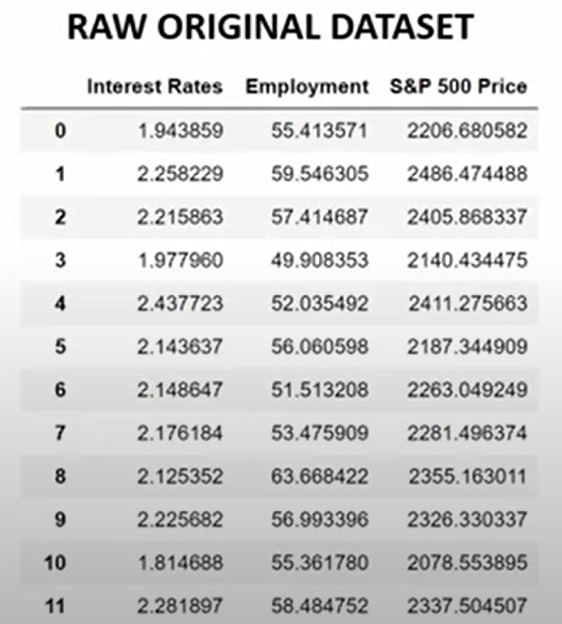 RAW ORIGINAL DATASET
Interest Rates Employment S&P 500 Price
0 1.943859 55.413571 2206.680582
1 2.258229 59.546305 2486.474488
2 2.215863 57.414687 2405.868337
3 1.977960 49.908353 2140.434475
4 2.437723 52.035492 2411.275663
5 2.143637 56.060598 2187.344909
6 2.148647 51.513208 2263.049249
7 2.176184 53.475909 2281.496374
8 2.125352 63.668422 2355.163011
9 2.225682 56.993396 2326.330337
10 1.814688 55.361780 2078.553895
11 2.281897 58.484752 2337.504507